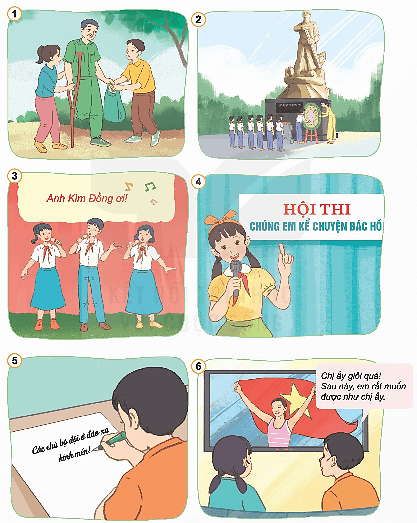 1
2
3
Anh Kim Đồng ơi!
4
HỘI THI
CHÚNG EM KỂ CHUYỆN BÁC HỒ
5
Các chú bộ đội ở đảo xa
kính mến!
6
Chị ấy giỏi quá!
Sau này, em rất muốn
được như chị ấy.